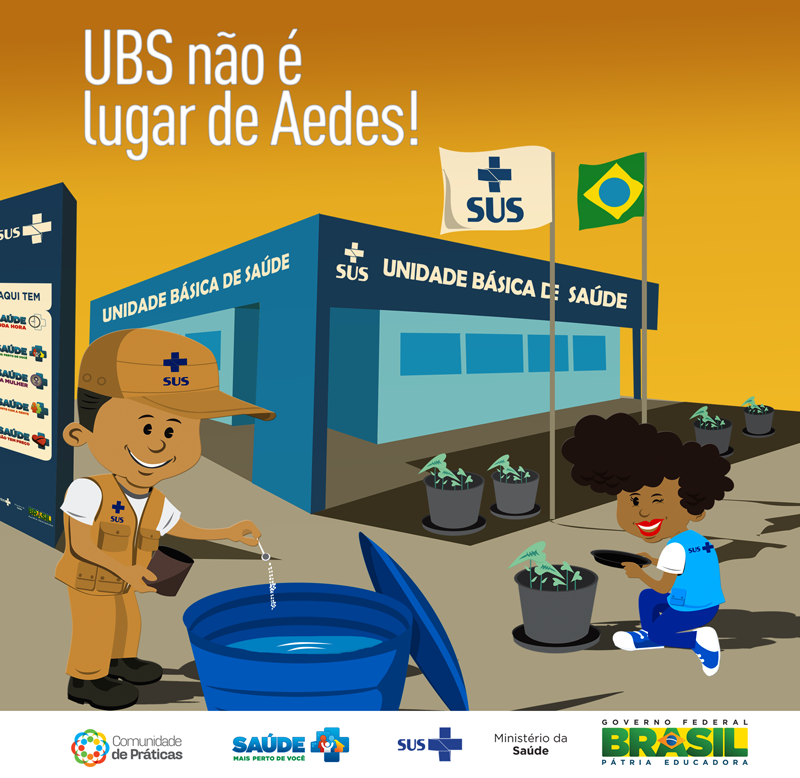 UBS não é
lugar de Aedes!
SUS
SUS
AQUI TEM
SAÚDE
SAÚDE
SAÚDE
SAÚDE
SAÚDE
BRASIL
UNIDADE BÁSICA DE SAÚDE
SUS
UNIDADE BÁSICA DE SAÚDE
SUS
SUS
SUS
Comunidade
de Práticas
SAÚDE
MAIS PERTO DE VOCÊ
SUS
Ministério da
Saúde
GOVERNO FEDERAL
BRASIL
PÁTRIA EDUCADORA